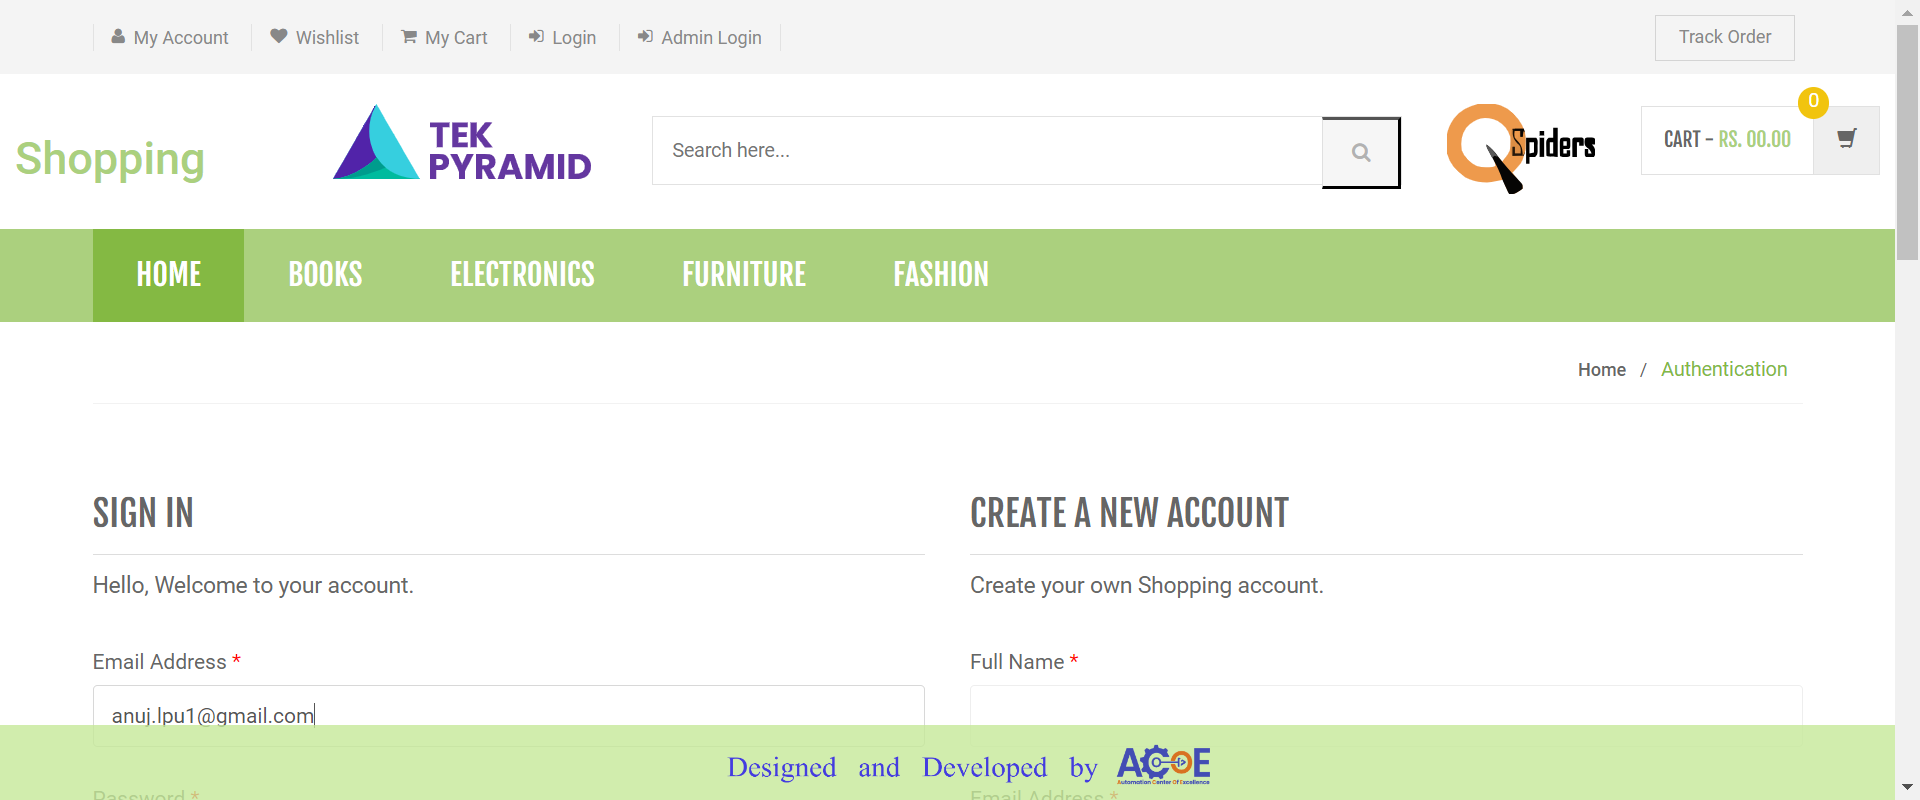 My Account
Wishlist
My Cart
Login
Admin Login
Track Order
Shopping
TEK
PYRAMID
Search here...
QSpiders
CART - RS. 00.00
0
HOME
BOOKS
ELECTRONICS
FURNITURE
FASHION
Home / Authentication
SIGN IN
Hello, Welcome to your account.
Email Address *
anuj.lpu1@gmail.com
CREATE A NEW ACCOUNT
Create your own Shopping account.
Full Name *
Designed and Developed by ACOE
Automation Center Of Excellence
Password *
Email Address *